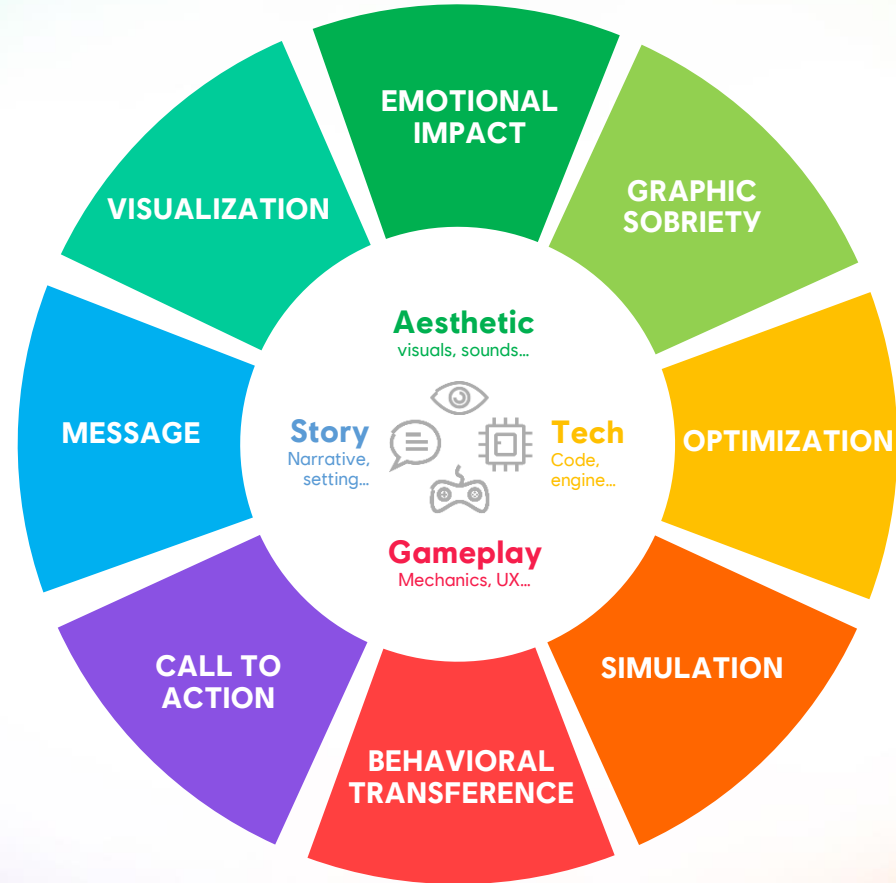 EMOTIONAL
IMPACT
GRAPHIC
SOBRIETY
OPTIMIZATION
SIMULATION
BEHAVIORAL
TRANSFERENCE
CALL TO
ACTION
MESSAGE
VISUALIZATION
Aesthetic
visuals, sounds...
Story
Narrative,
setting...
Tech
Code,
engine...
Gameplay
Mechanics, UX...